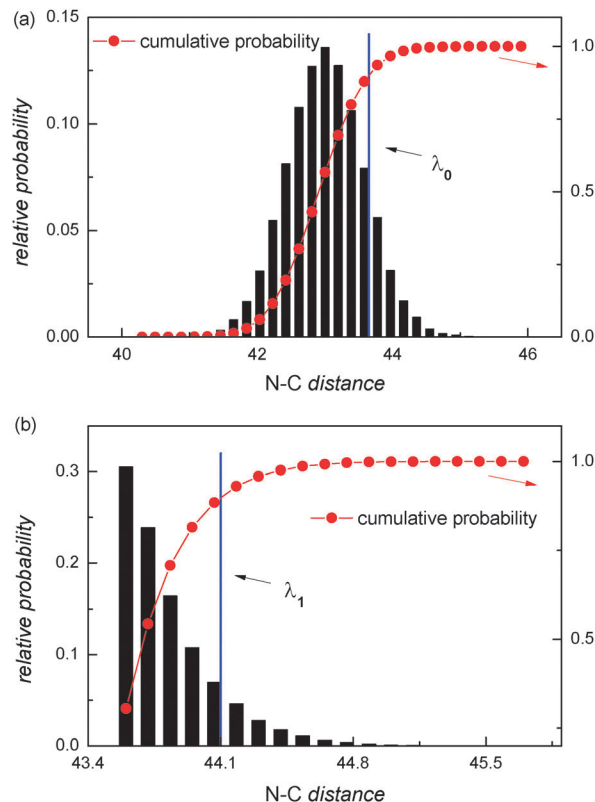 (a)
0.15
cumulative probability
1.0
0.10
λ0
relative probability
0.5
0.05
0.00
0.0
40
42
44
46
N-C distance
(b)
0.3
1.0
cumulative probability
0.2
relative probability
λ1
0.5
0.1
0.0
43.4
44.1
44.8
45.5
N-C distance